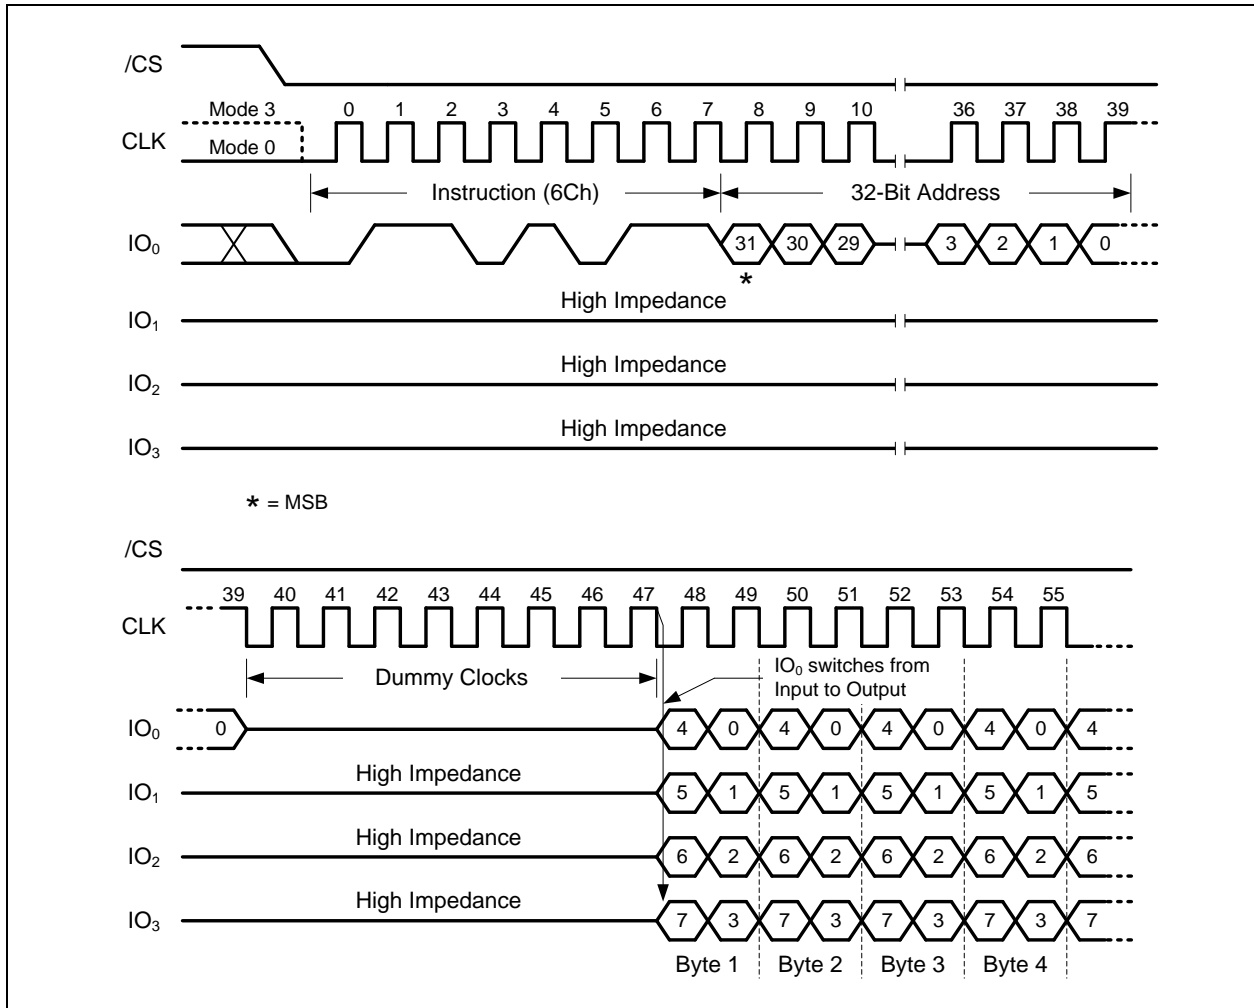 /CS
Mode 3 0 1 2 3 4 5 6 7 8 9 10 36 37 38 39
CLK
Mode 0
Instruction (6Ch) 32-Bit Address
IO₀ 31 30 29 3 2 1 0
*
High Impedance
IO₁
High Impedance
IO₂
High Impedance
IO₃
* = MSB
/CS
39 40 41 42 43 44 45 46 47 48 49 50 51 52 53 54 55
CLK
Dummy Clocks
IO₀ switches from
Input to Output
IO₀ 0 4 0 4 0 4 0 4 0 4
High Impedance
IO₁ 5 1 5 1 5 1 5 1 5
High Impedance
IO₂ 6 2 6 2 6 2 6 2 6
High Impedance
IO₃ 7 3 7 3 7 3 7 3 7
Byte 1 Byte 2 Byte 3 Byte 4